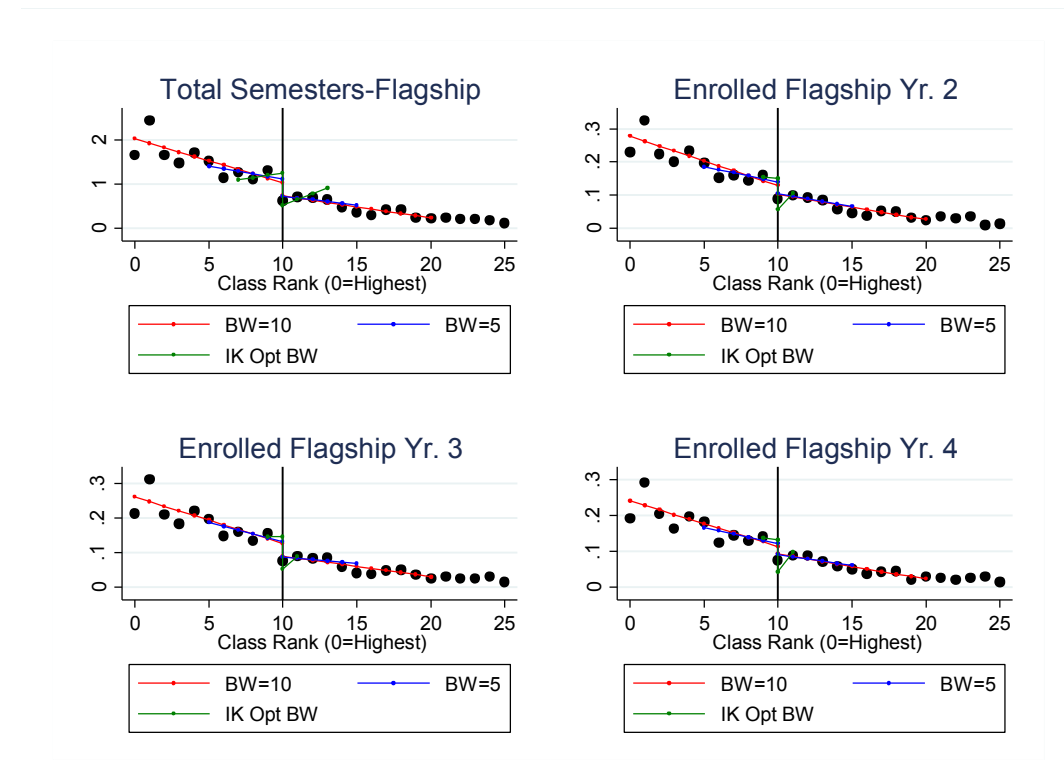 Total Semesters-Flagship
2
1
0
0 5 10 15 20 25
Class Rank (0=Highest)
BW=10 BW=5
IK Opt BW
Enrolled Flagship Yr. 2
.3
.2
.1
0
0 5 10 15 20 25
Class Rank (0=Highest)
BW=10 BW=5
IK Opt BW
Enrolled Flagship Yr. 3
.3
.2
.1
0
0 5 10 15 20 25
Class Rank (0=Highest)
BW=10 BW=5
IK Opt BW
Enrolled Flagship Yr. 4
.3
.2
.1
0
0 5 10 15 20 25
Class Rank (0=Highest)
BW=10 BW=5
IK Opt BW